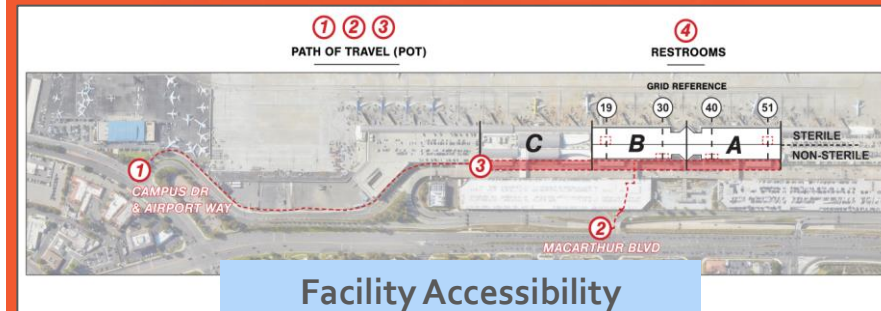 1 2 3
PATH OF TRAVEL (POT)
4
RESTROOMS
GRID REFERENCE
19 30 40 51
C B A
STERILE
NON-STERILE
1
CAMPUS DR
& AIRPORT WAY
3
2
MACARTHUR BLVD
Facility Accessibility